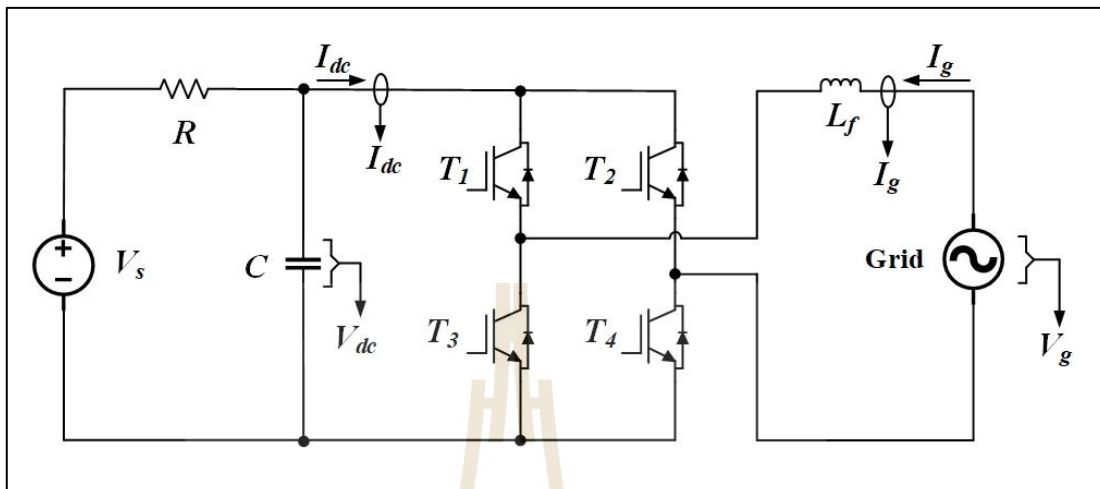 I_dc
I_g
R
I_dc
L_f
I_g
T_1
T_2
+
−
V_s
C
Grid
V_dc
T_3
T_4
V_g